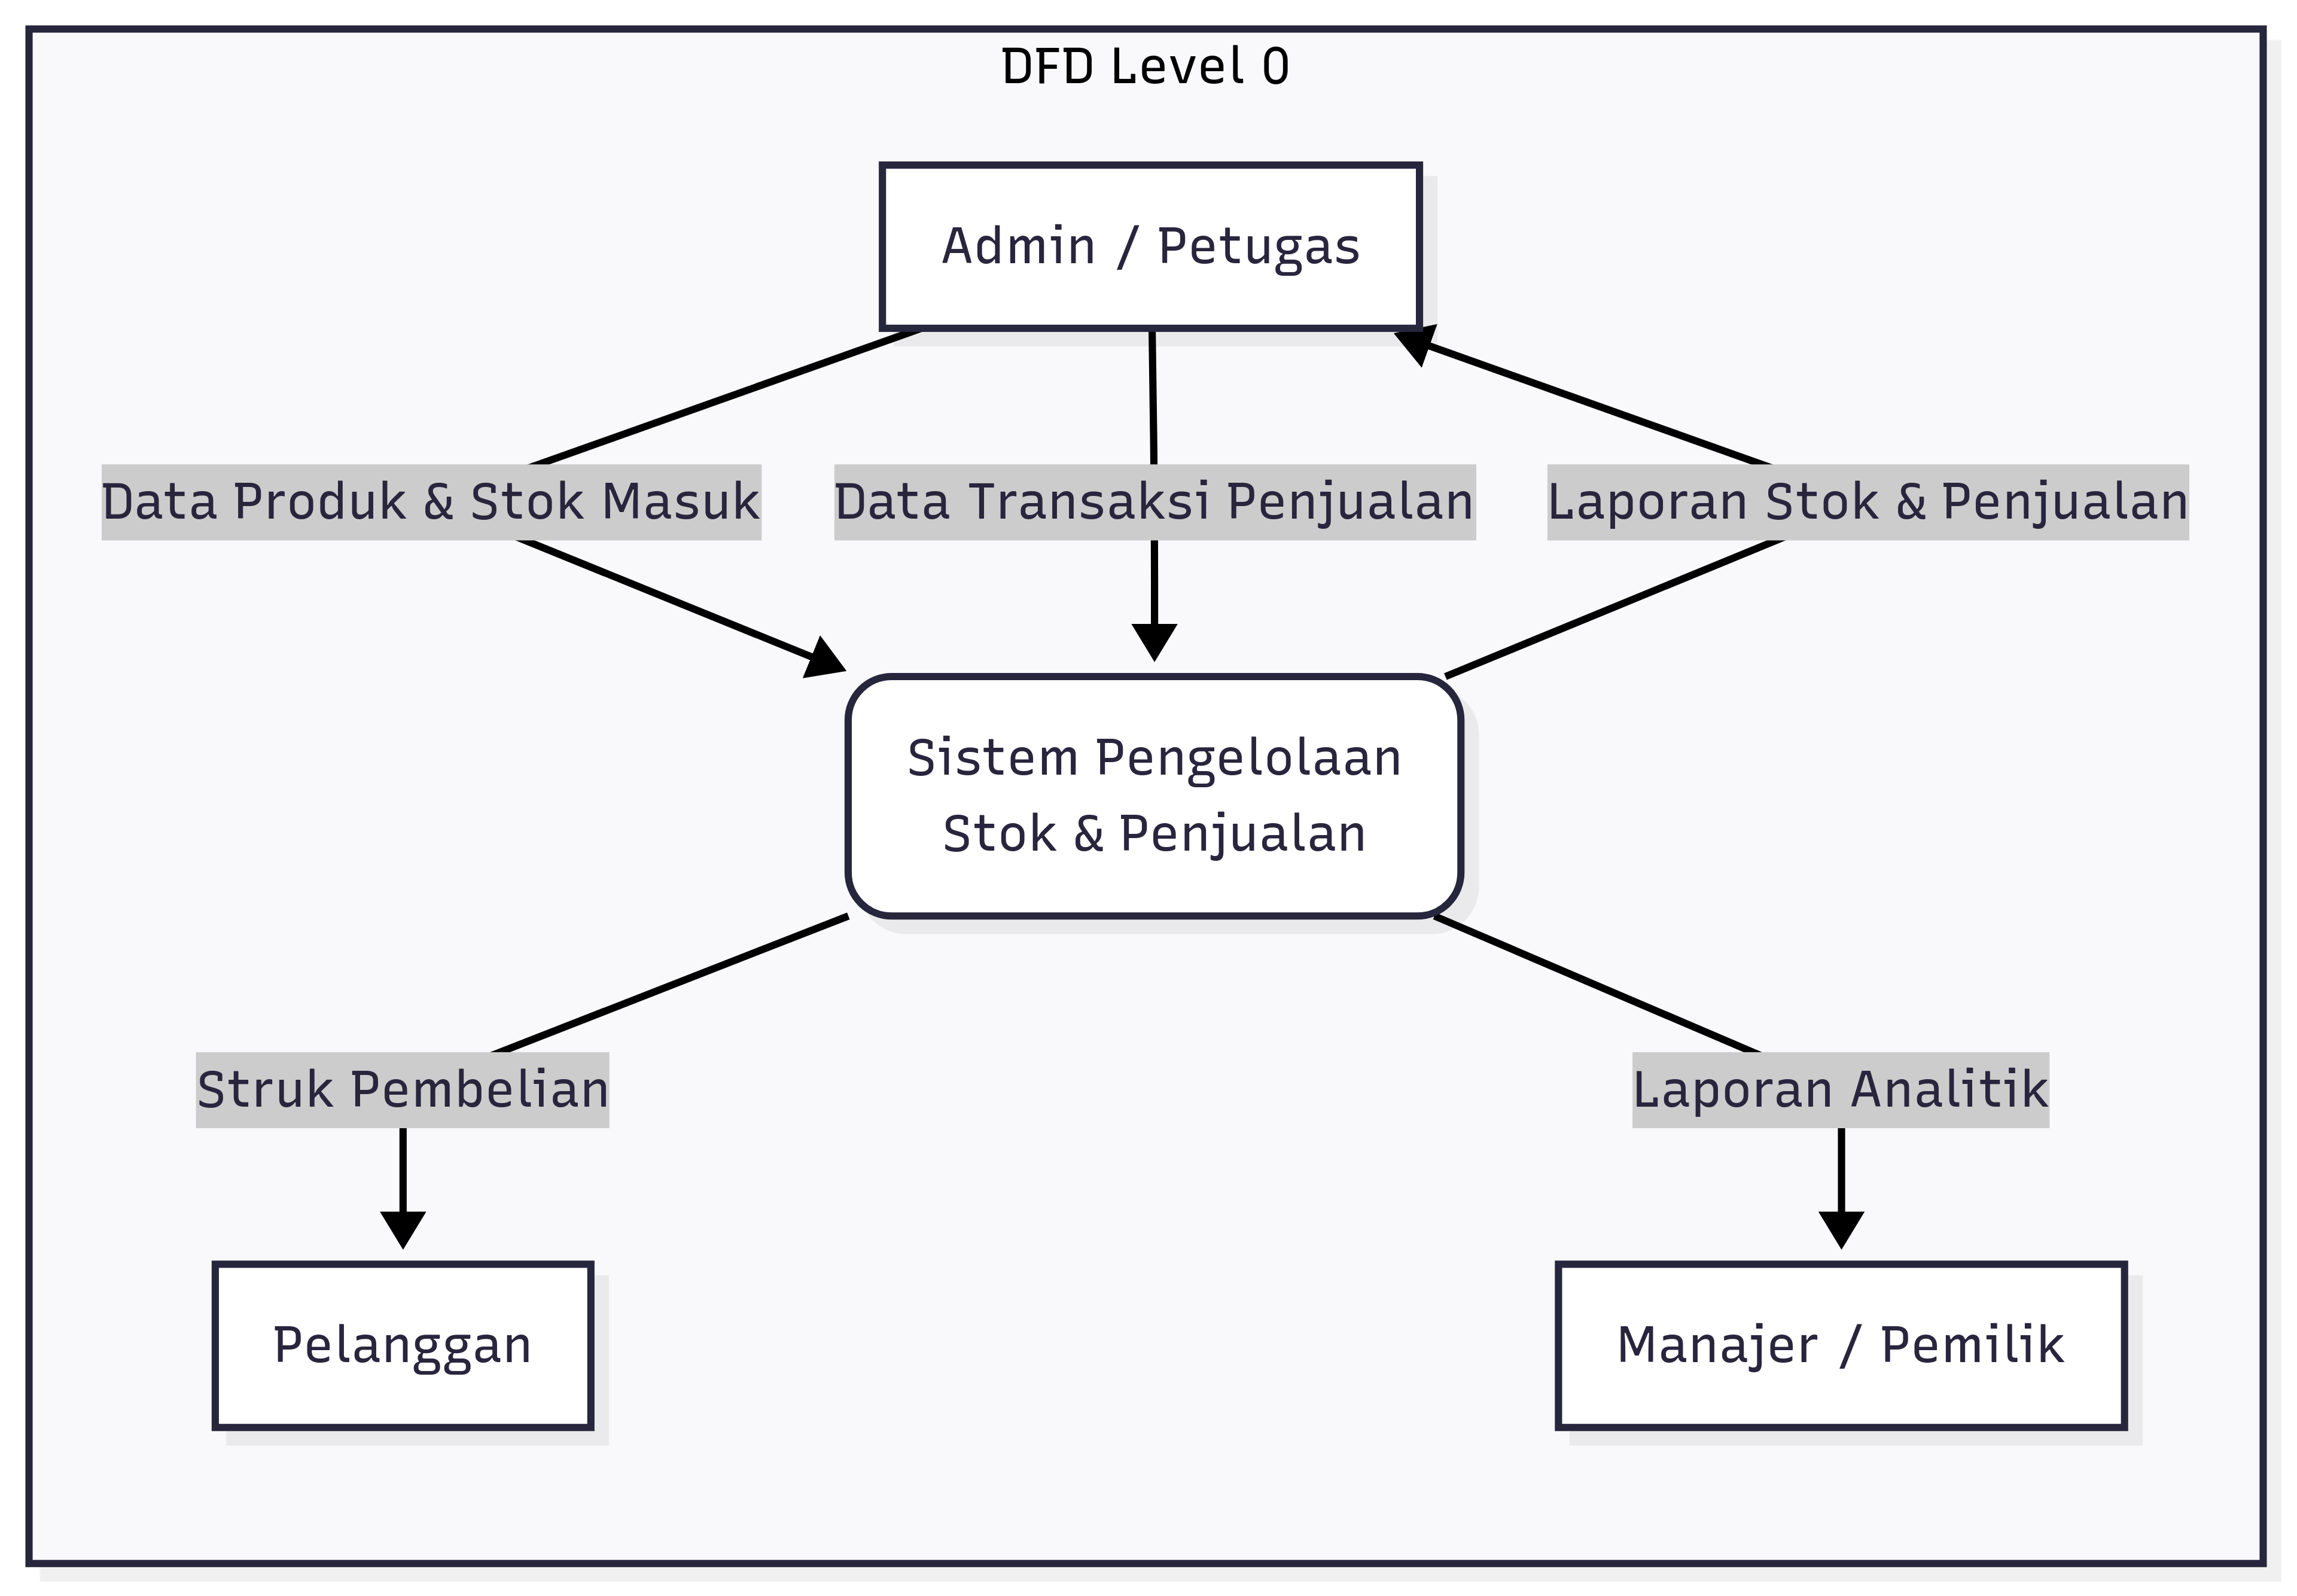 DFD Level 0
Admin / Petugas
Data Produk & Stok Masuk
Data Transaksi Penjualan
Laporan Stok & Penjualan
Sistem Pengelolaan
Stok & Penjualan
Struk Pembelian
Laporan Analitik
Pelanggan
Manajer / Pemilik